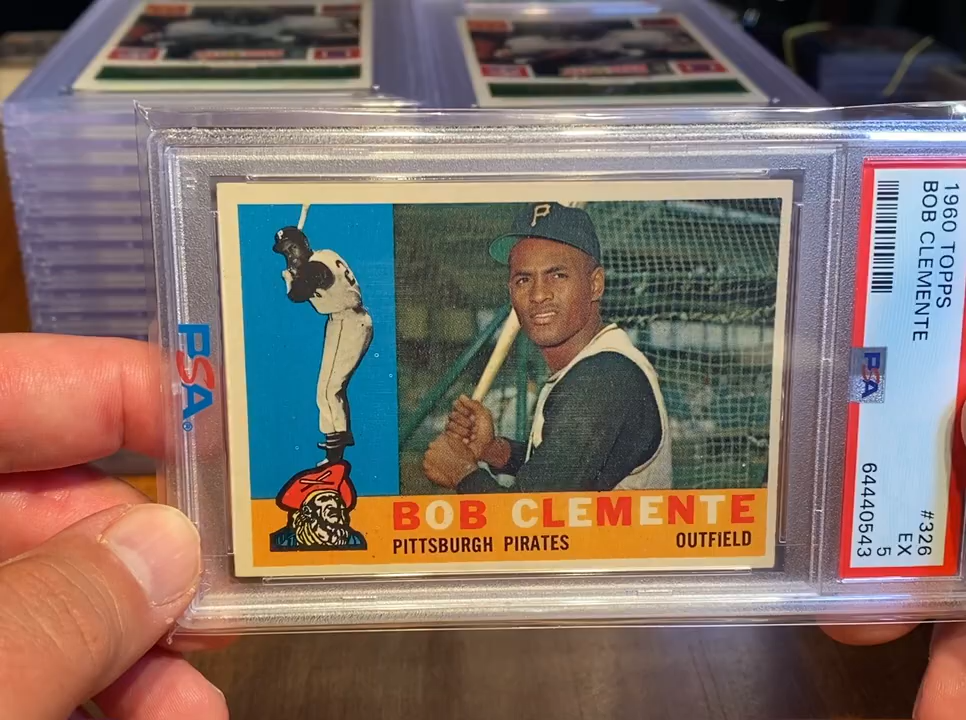 BOB CLEMENTE
PITTSBURGH PIRATES OUTFIELD
PSA®
P
P
1960 TOPPS #326
BOB CLEMENTE EX 5
PSA
64440543